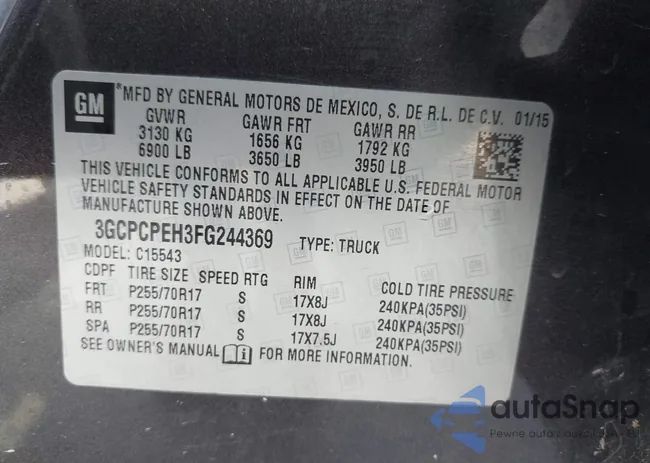 GM
*MFD BY GENERAL MOTORS DE MEXICO, S. DE R.L. DE C.V. 01/15
GVWR GAWR FRT GAWR RR
3130 KG 1656 KG 1792 KG
6900 LB 3650 LB 3950 LB
THIS VEHICLE CONFORMS TO ALL APPLICABLE U.S. FEDERAL MOTOR
VEHICLE SAFETY STANDARDS IN EFFECT ON THE DATE OF
MANUFACTURE SHOWN ABOVE.
3GCPCPEH3FG244369 TYPE: TRUCK
MODEL: C15543
CDPF TIRE SIZE SPEED RTG RIM COLD TIRE PRESSURE
FRT P255/70R17 S 17X8J 240KPA(35PSI)
RR P255/70R17 S 17X8J 240KPA(35PSI)
SPA P255/70R17 S 17X7.5J 240KPA(35PSI)
SEE OWNER'S MANUAL FOR MORE INFORMATION.
autaSnap
Pewne auta z aukcji